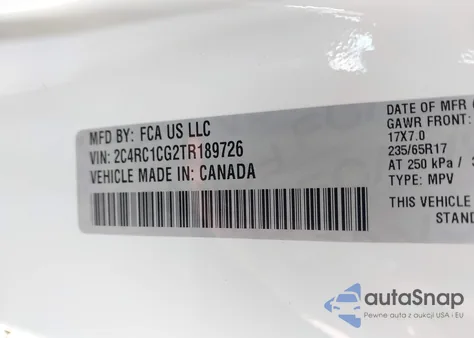 MFD BY: FCA US LLC
VIN: 2C4RC1CG2TR189726
VEHICLE MADE IN: CANADA
DATE OF MFR
GAWR FRONT:
17X7.0
235/65R17
AT 250 kPa /
TYPE: MPV
THIS VEHICLE
STAND
autoSnap
Pewne auta z aukcji USA i EU